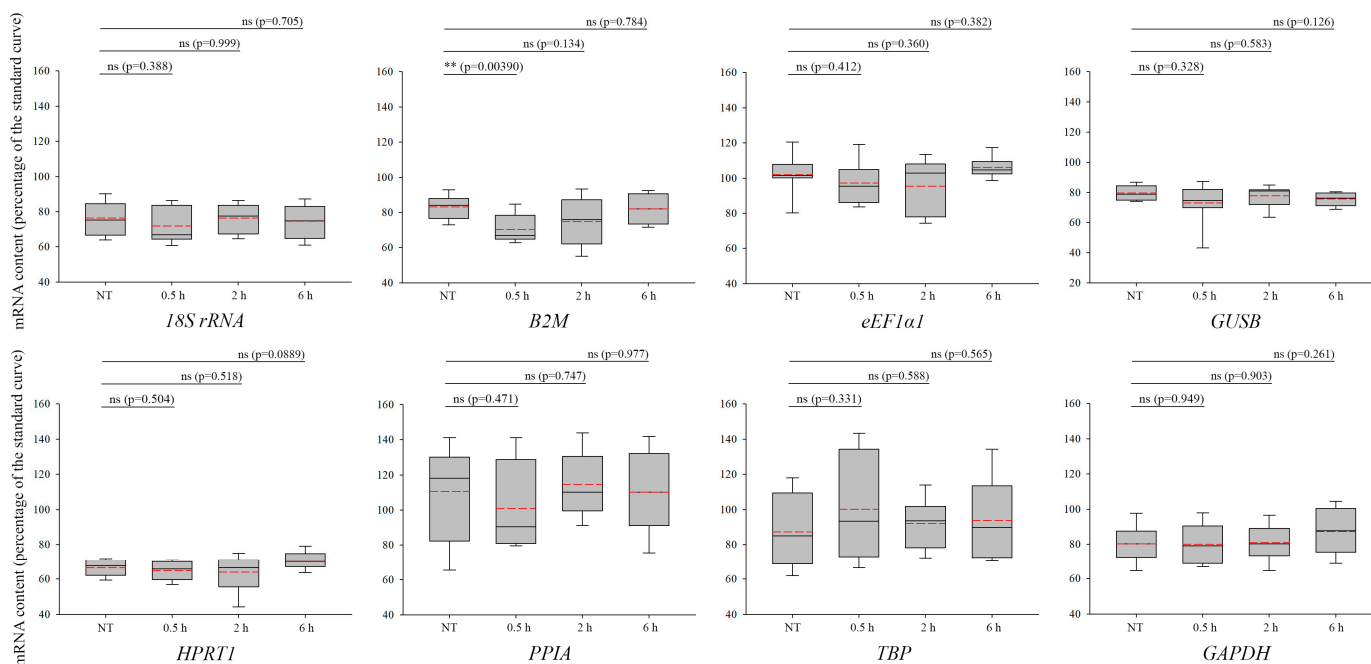 ns (p=0.705)
ns (p=0.999)
ns (p=0.388)
ns (p=0.784)
ns (p=0.134)
** (p=0.00390)
ns (p=0.382)
ns (p=0.360)
ns (p=0.412)
ns (p=0.126)
ns (p=0.583)
ns (p=0.328)
mRNA content (percentage of the standard curve)
160
140
120
100
80
60
40
NT 0.5 h 2 h 6 h
18S rRNA
160
140
120
100
80
60
40
NT 0.5 h 2 h 6 h
B2M
160
140
120
100
80
60
40
NT 0.5 h 2 h 6 h
eEF1α1
160
140
120
100
80
60
40
20
NT 0.5 h 2 h 6 h
GUSB
ns (p=0.0889)
ns (p=0.518)
ns (p=0.504)
ns (p=0.977)
ns (p=0.747)
ns (p=0.471)
ns (p=0.565)
ns (p=0.588)
ns (p=0.331)
ns (p=0.261)
ns (p=0.903)
ns (p=0.949)
mRNA content (percentage of the standard curve)
160
140
120
100
80
60
40
NT 0.5 h 2 h 6 h
HPRT1
160
140
120
100
80
60
40
NT 0.5 h 2 h 6 h
PPIA
160
140
120
100
80
60
40
NT 0.5 h 2 h 6 h
TBP
160
140
120
100
80
60
40
NT 0.5 h 2 h 6 h
GAPDH